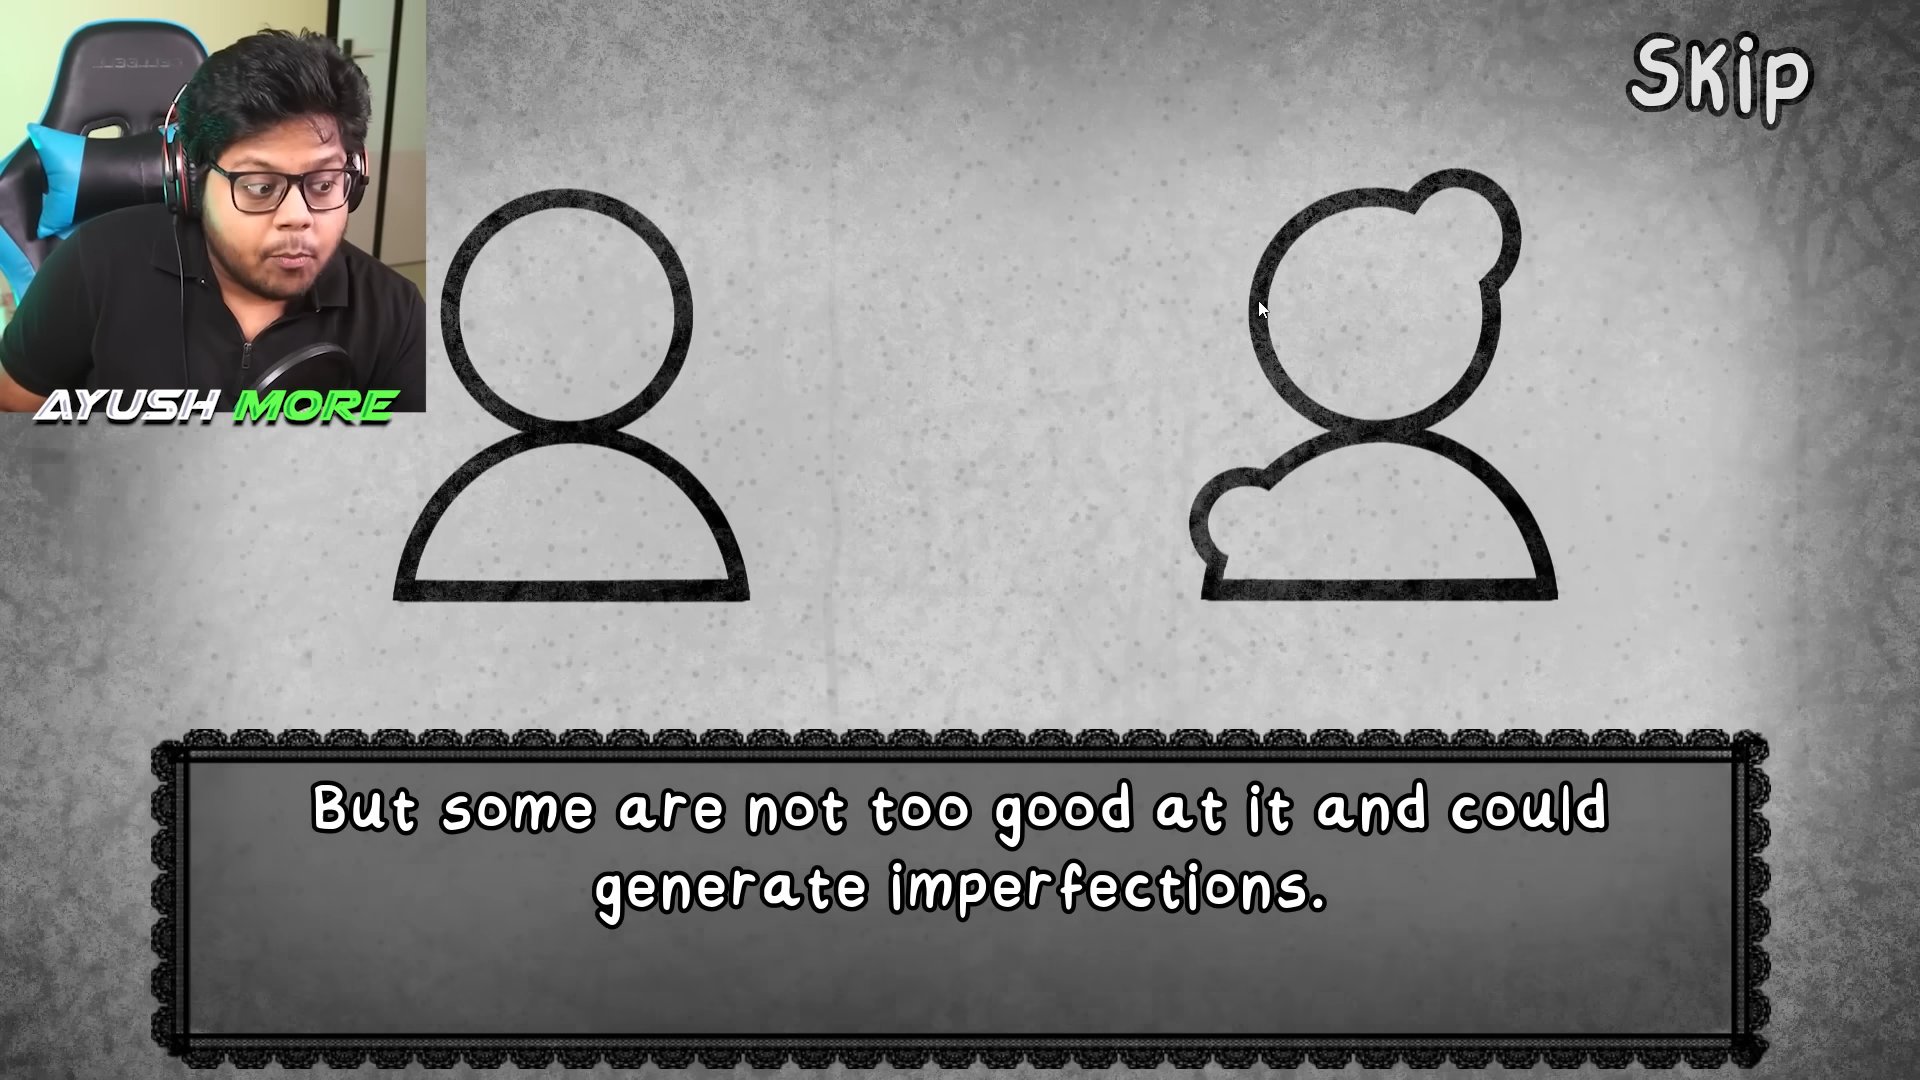 Skip
AYUSH MORE
But some are not too good at it and could
generate imperfections.